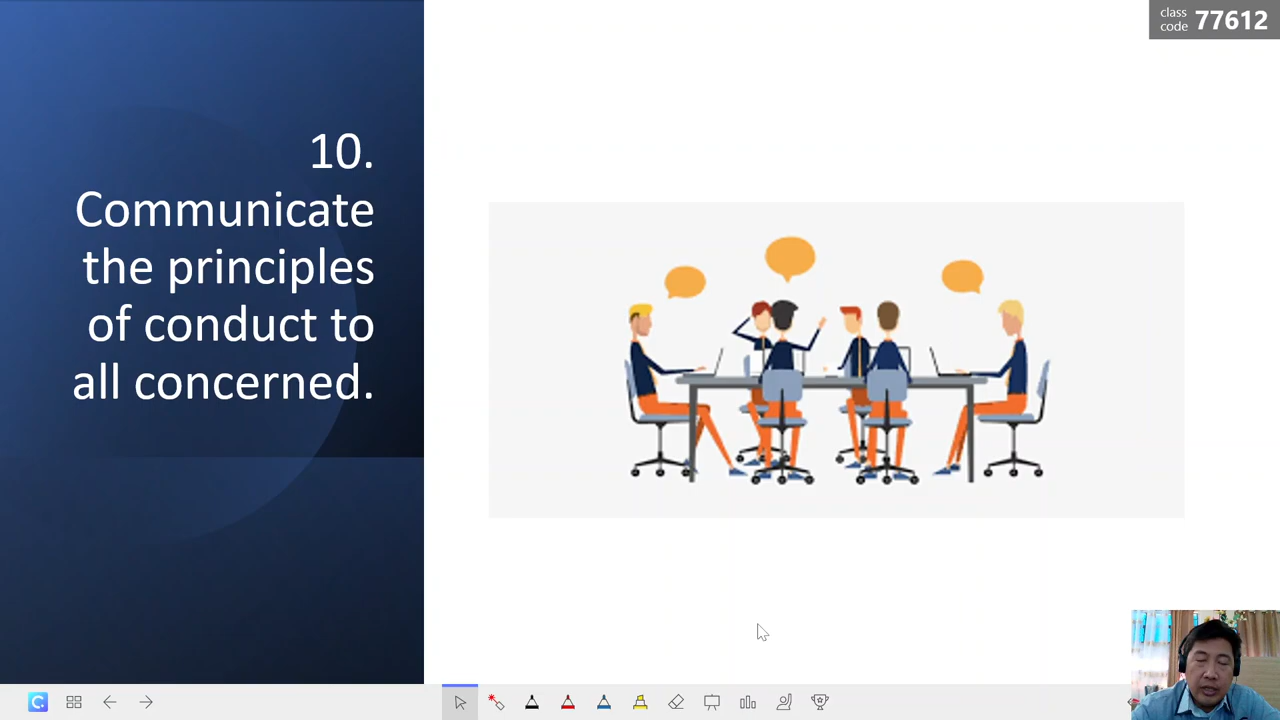 class
code 77612
10.
Communicate
the principles
of conduct to
all concerned.